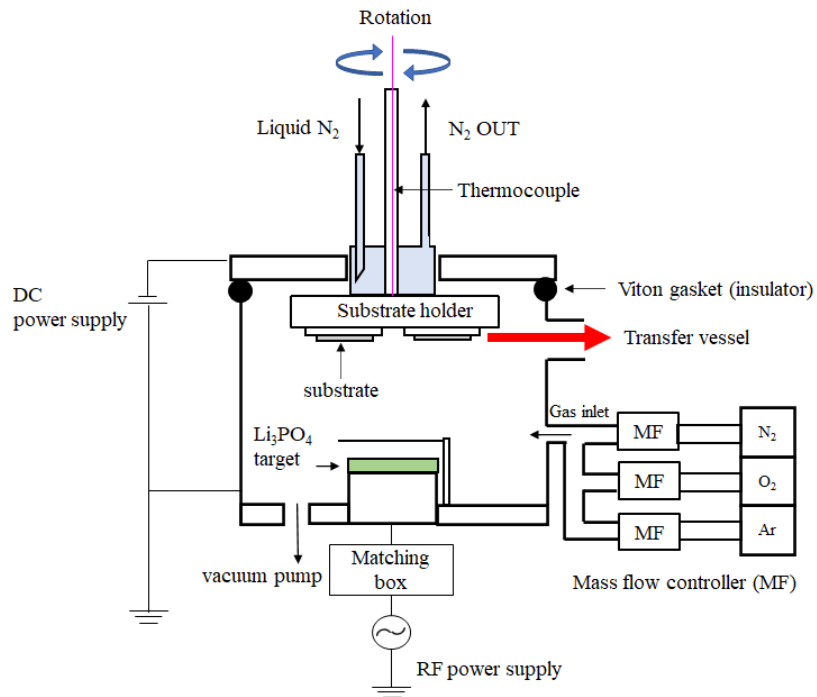 Rotation
Liquid N₂
N₂ OUT
Thermocouple
DC
power supply
Viton gasket (insulator)
Substrate holder
Transfer vessel
substrate
Gas inlet
Li₃PO₄
target
MF
N₂
MF
O₂
MF
Ar
vacuum pump
Matching
box
Mass flow controller (MF)
RF power supply